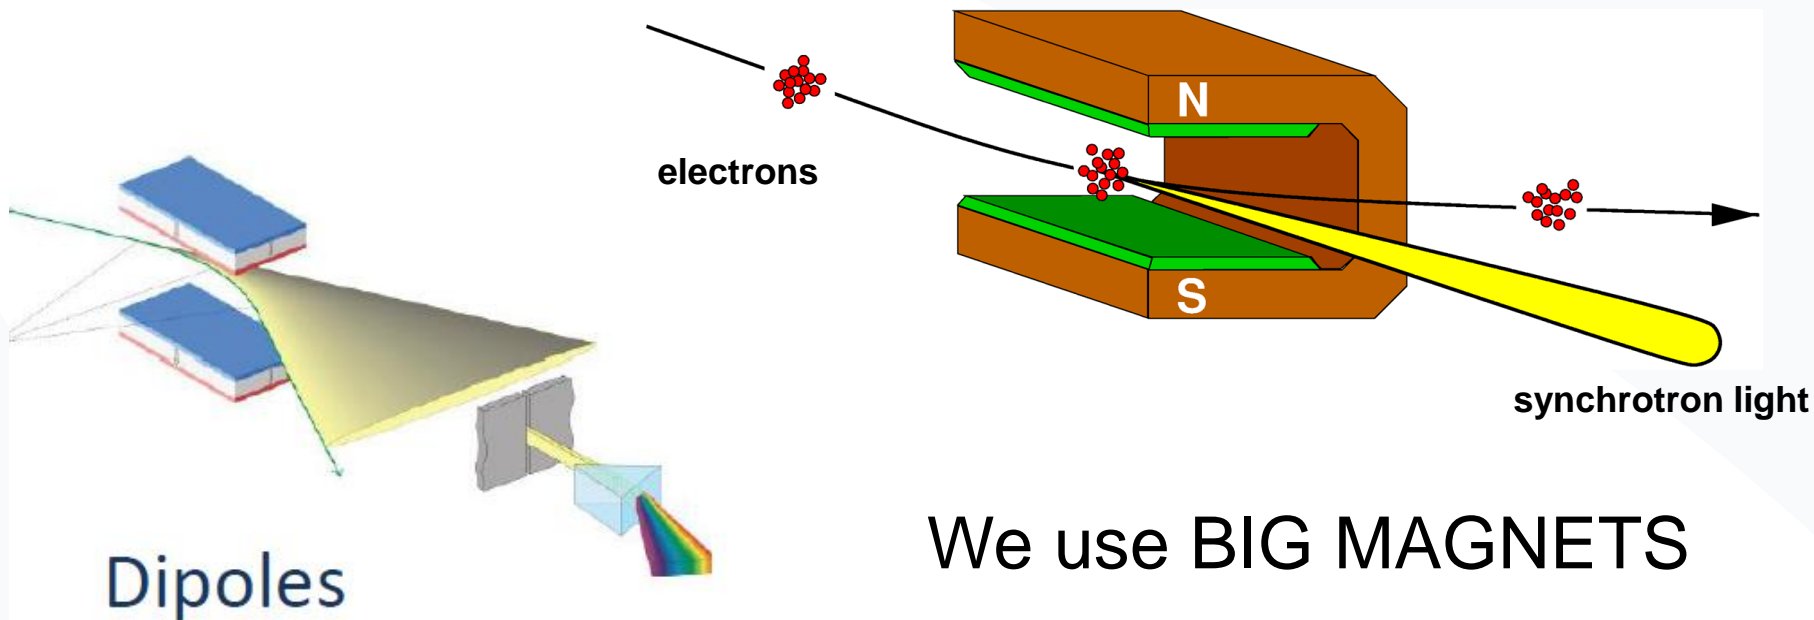 N
electrons
S
synchrotron light
We use BIG MAGNETS
Dipoles